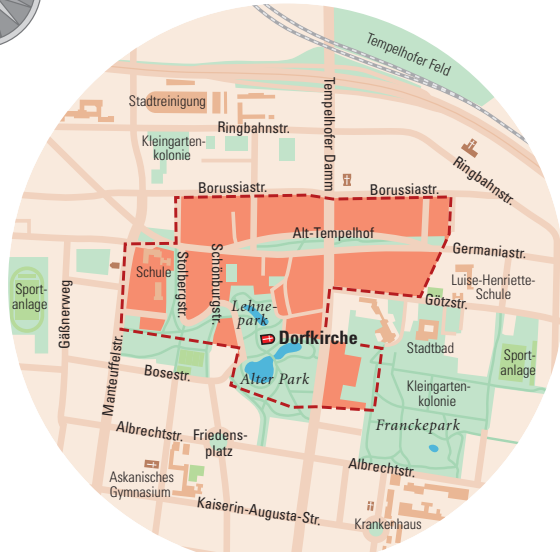 Tempelhofer Feld
Stadtreinigung
Tempelhofer Damm
Ringbahnstr.
Kleingarten-
kolonie
Ringbahnstr.
Borussiastr.
Borussiastr.
Alt-Tempelhof
Germaniastr.
Schule
Stolbergstr.
Schönburgstr.
Luise-Henriette-
Schule
Sport-
anlage
Gäßnerweg
Götzstr.
Lehne-
park
Dorfkirche
Stadtbad
Manteuffelstr.
Sport-
anlage
Bosestr.
Alter Park
Kleingarten-
kolonie
Franckepark
Albrechtstr.
Friedens-
platz
Albrechtstr.
Askanisches
Gymnasium
Kaiserin-Augusta-Str.
Krankenhaus